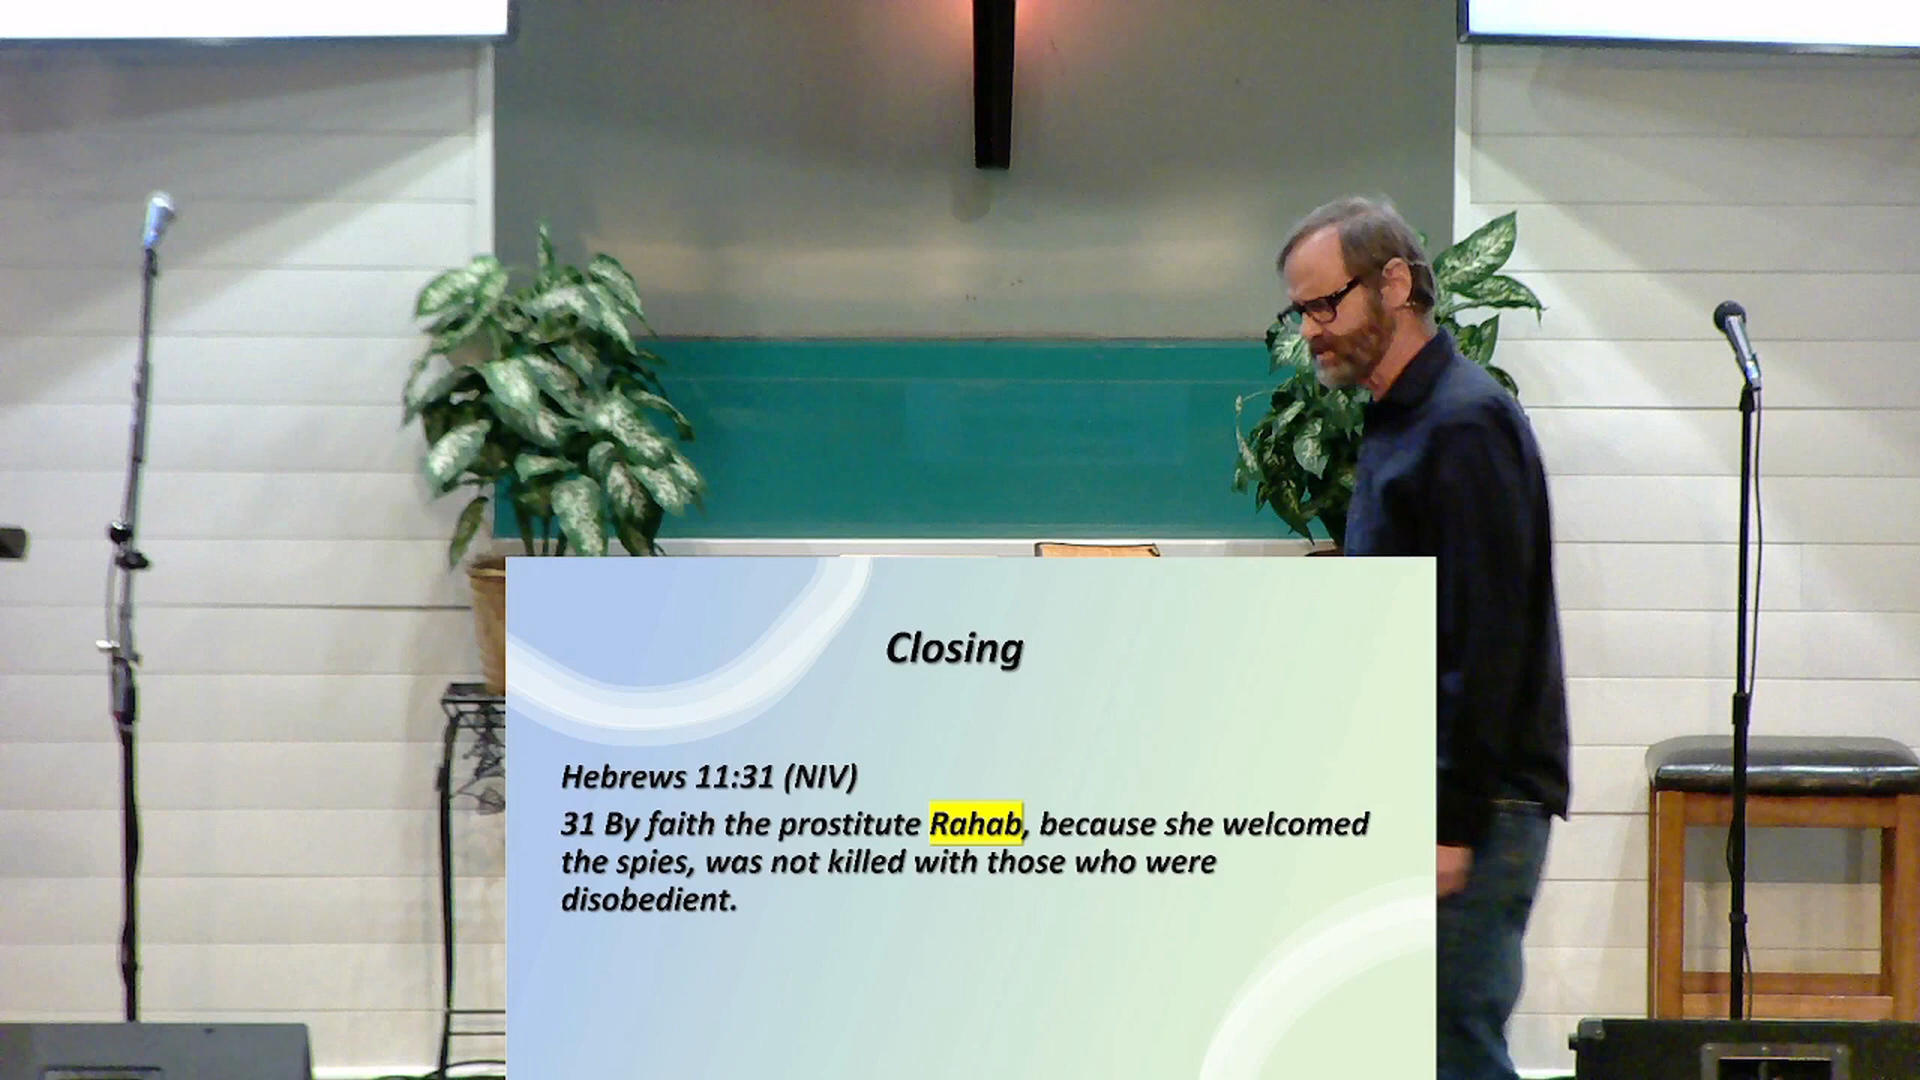 Closing
Hebrews 11:31 (NIV)
31 By faith the prostitute Rahab, because she welcomed
the spies, was not killed with those who were
disobedient.